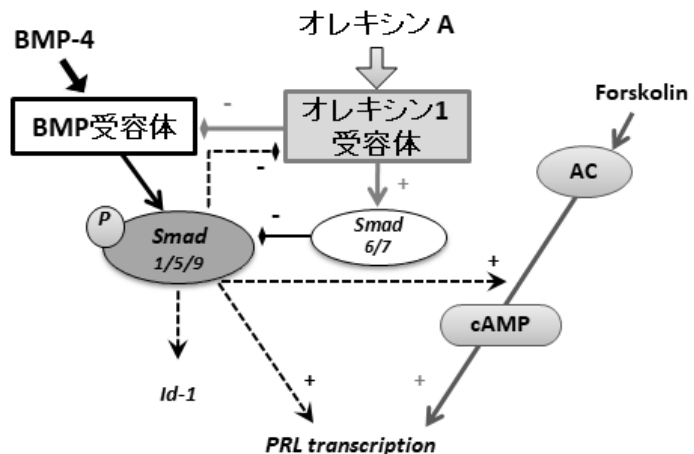 オレキシン A
BMP-4
Forskolin
-
BMP受容体
オレキシン1
受容体
-
+
AC
P
Smad
1/5/9
-
Smad
6/7
+
cAMP
Id-1
+
+
PRL transcription